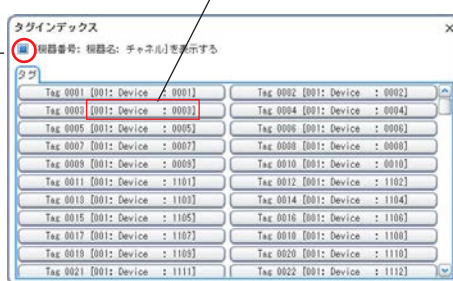 タグインデックス
[機器番号: 機器名: チャネル]を表示する
タグ
Tag 0001 [001: Device : 0001] Tag 0002 [001: Device : 0002]
Tag 0003 [001: Device : 0003] Tag 0004 [001: Device : 0004]
Tag 0005 [001: Device : 0005] Tag 0006 [001: Device : 0006]
Tag 0007 [001: Device : 0007] Tag 0008 [001: Device : 0008]
Tag 0009 [001: Device : 0009] Tag 0010 [001: Device : 0010]
Tag 0011 [001: Device : 1101] Tag 0012 [001: Device : 1102]
Tag 0013 [001: Device : 1103] Tag 0014 [001: Device : 1104]
Tag 0015 [001: Device : 1105] Tag 0016 [001: Device : 1106]
Tag 0017 [001: Device : 1107] Tag 0018 [001: Device : 1108]
Tag 0019 [001: Device : 1109] Tag 0020 [001: Device : 1110]
Tag 0021 [001: Device : 1111] Tag 0022 [001: Device : 1112]